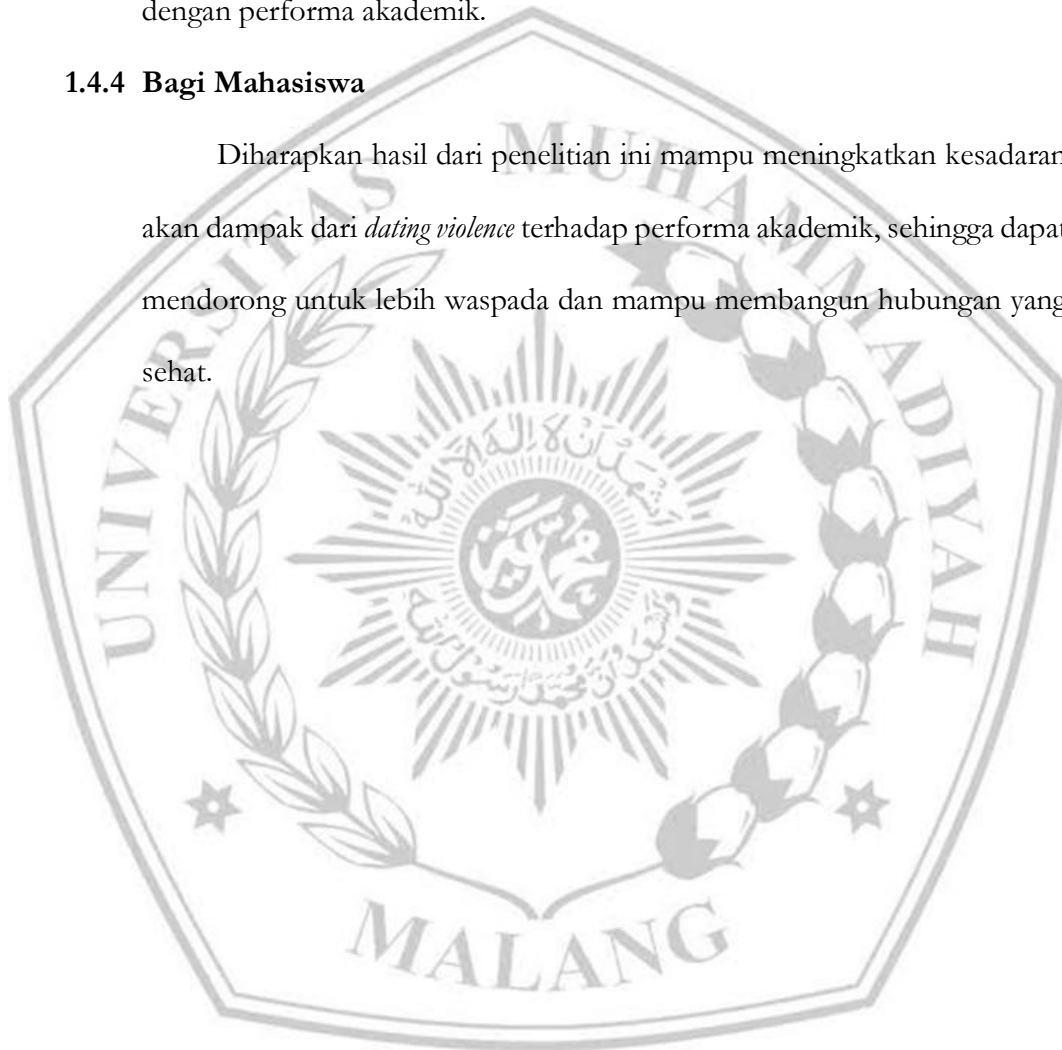 dengan performa akademik.
1.4.4 Bagi Mahasiswa
Diharapkan hasil dari penelitian ini mampu meningkatkan kesadaran
akan dampak dari dating violence terhadap performa akademik, sehingga dapat
mendorong untuk lebih waspada dan mampu membangun hubungan yang
sehat.
UNIVERSITAS MUHAMMADIYAH
MALANG